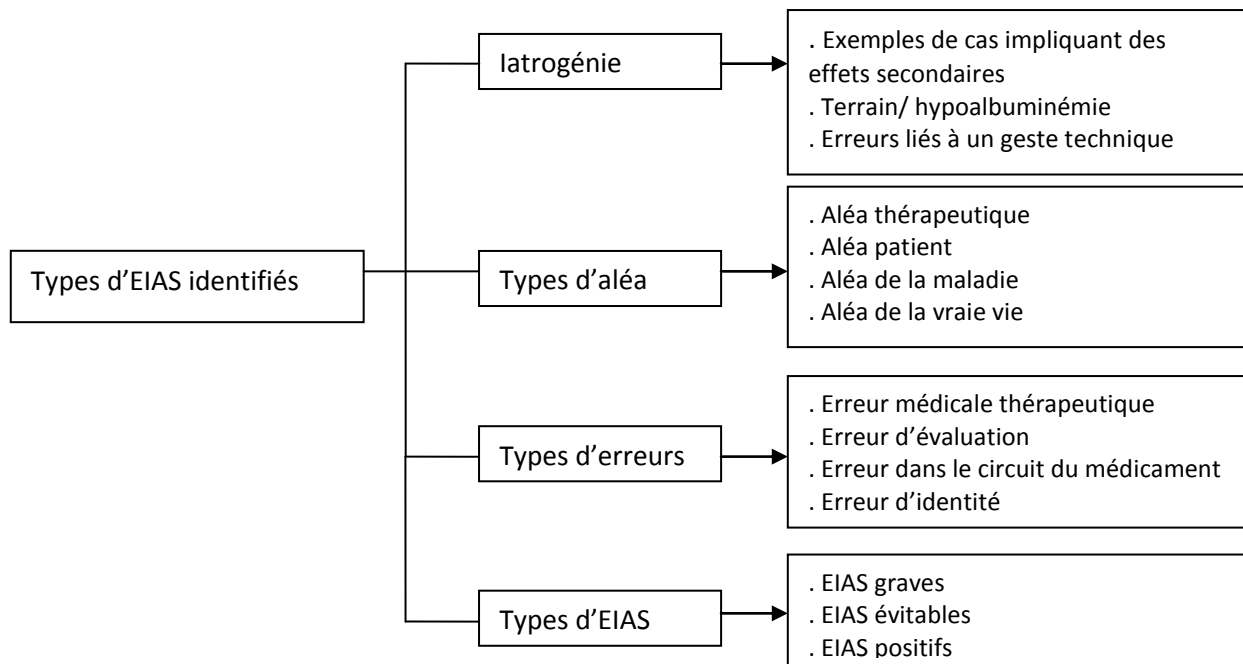 Types d’EIAS identifiés
Iatrogénie
. Exemples de cas impliquant des
effets secondaires
. Terrain/ hypoalbuminémie
. Erreurs liés à un geste technique
Types d’aléa
. Aléa thérapeutique
. Aléa patient
. Aléa de la maladie
. Aléa de la vraie vie
Types d’erreurs
. Erreur médicale thérapeutique
. Erreur d’évaluation
. Erreur dans le circuit du médicament
. Erreur d’identité
Types d’EIAS
. EIAS graves
. EIAS évitables
. EIAS positifs